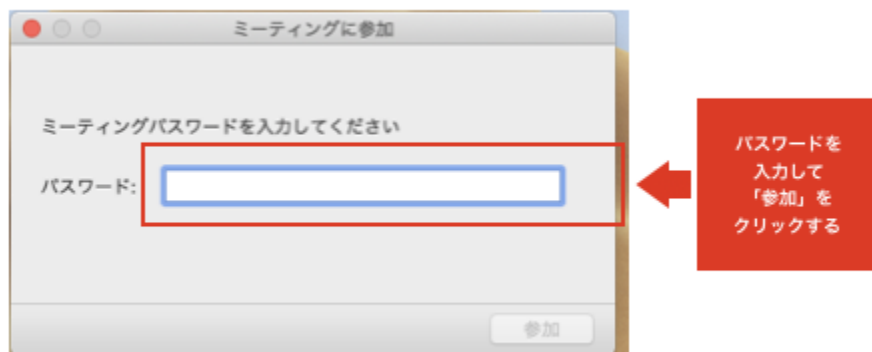 ミーティングに参加
ミーティングパスワードを入力してください
パスワード:
参加
パスワードを
入力して
「参加」を
クリックする